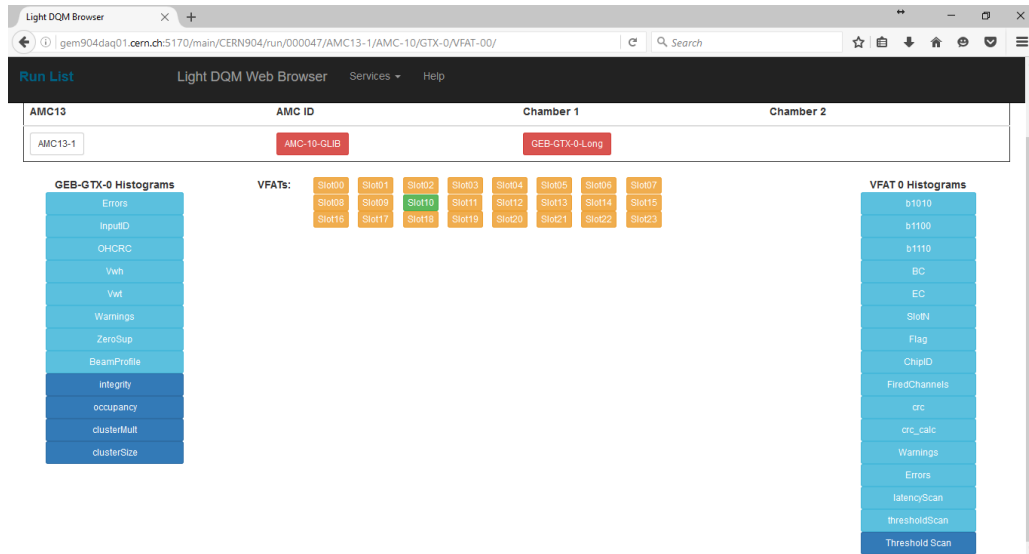 Light DQM Browser
gem904daq01.cern.ch:5170/main/CERN904/run/000047/AMC13-1/AMC-10/GTX-0/VFAT-00/
Search
Run List Light DQM Web Browser Services Help
AMC13 AMC ID Chamber 1 Chamber 2
AMC13-1 AMC-10-GLIB GEB-GTX-0-Long
GEB-GTX-0 Histograms
Errors
InputID
OHCRC
Vwh
Vwt
Warnings
ZeroSup
BeamProfile
integrity
occupancy
clusterMult
clusterSize
VFATs: Slot00 Slot01 Slot02 Slot03 Slot04 Slot05 Slot06 Slot07
Slot08 Slot09 Slot10 Slot11 Slot12 Slot13 Slot14 Slot15
Slot16 Slot17 Slot18 Slot19 Slot20 Slot21 Slot22 Slot23
VFAT 0 Histograms
b1010
b1100
b1110
BC
EC
SlotN
Flag
ChipID
FiredChannels
crc
crc_calc
Warnings
Errors
latencyScan
thresholdScan
Threshold Scan